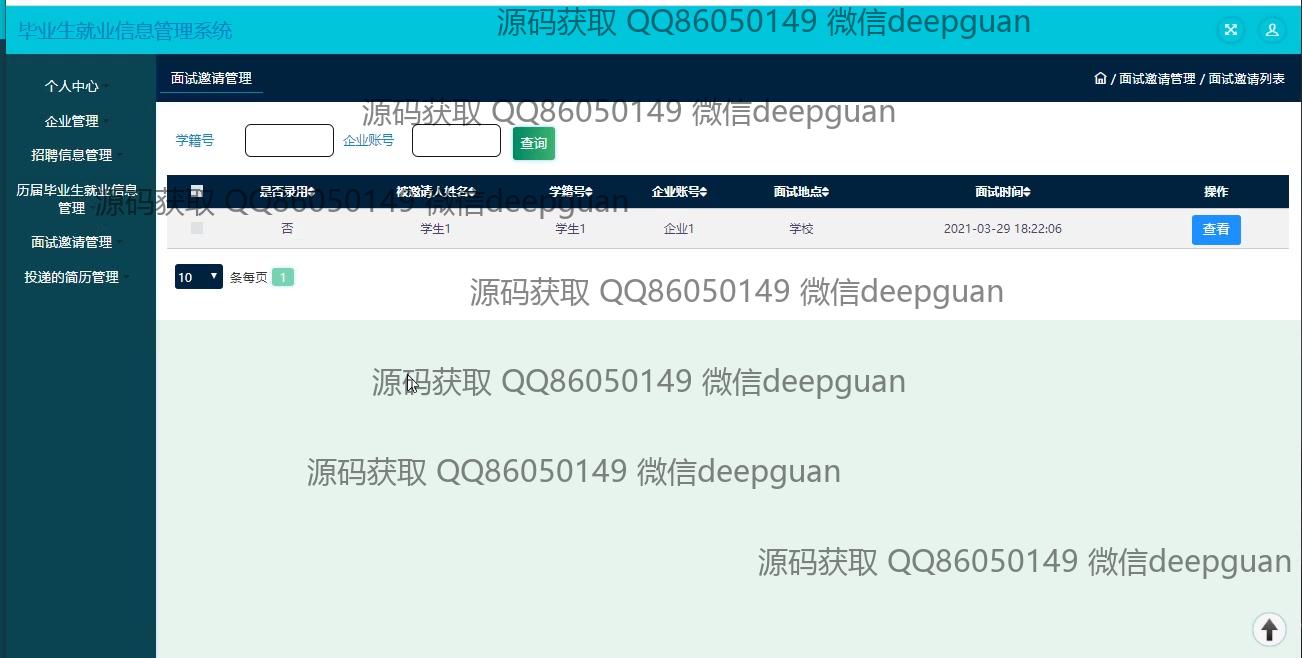 毕业生就业信息管理系统
源码获取 QQ86050149 微信deepguan
个人中心
企业管理
招聘信息管理
历届毕业生就业信息
管理
面试邀请管理
投递的简历管理
面试邀请管理
/ 面试邀请管理 / 面试邀请列表
源码获取 QQ86050149 微信deepguan
学籍号
企业账号
查询
是否录用 被邀请人姓名 学籍号 企业账号 面试地点 面试时间 操作
源码获取 QQ86050149 微信deepguan
否 学生1 学生1 企业1 学校 2021-03-29 18:22:06 查看
10 条每页 1
源码获取 QQ86050149 微信deepguan
源码获取 QQ86050149 微信deepguan
源码获取 QQ86050149 微信deepguan
源码获取 QQ86050149 微信deepguan